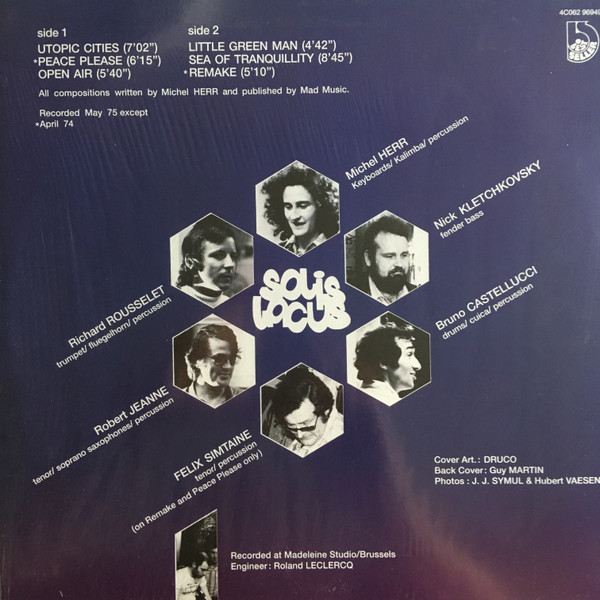 4C062 96949
BEST SELLER
side 1
UTOPIC CITIES (7'02")
*PEACE PLEASE (6'15")
OPEN AIR (5'40")
side 2
LITTLE GREEN MAN (4'42")
SEA OF TRANQUILLITY (8'45")
*REMAKE (5'10")
All compositions written by Michel HERR and published by Mad Music.
Recorded May 75 except
*April 74
Michel HERR
Keyboards/ Kalimba/ percussion
Nick KLETCHKOVSKY
fender bass
SOLIS
LACUS
Richard ROUSSELET
trumpet/ fluegelhorn/ percussion
Bruno CASTELLUCCI
drums/ cuica/ percussion
Robert JEANNE
tenor/ soprano saxophones/ percussion
FELIX SIMTAINE
tenor/ percussion
(on Remake and Peace Please only)
Cover Art.: DRUCO
Back Cover: Guy MARTIN
Photos : J. J. SYMUL & Hubert VAESEN
Recorded at Madeleine Studio/Brussels
Engineer: Roland LECLERCQ